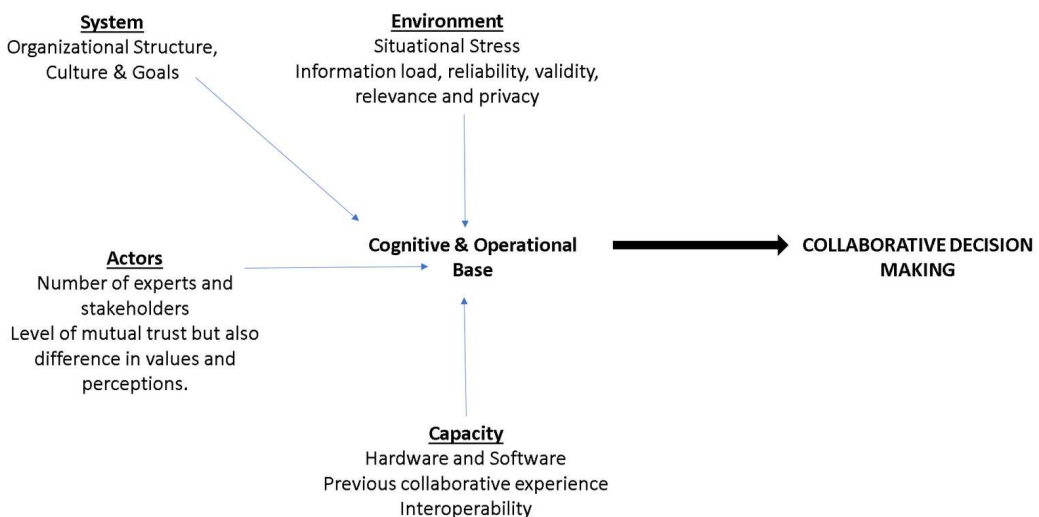 System
Organizational Structure,
Culture & Goals
Environment
Situational Stress
Information load, reliability, validity,
relevance and privacy
Actors
Number of experts and
stakeholders
Level of mutual trust but also
difference in values and
perceptions.
Cognitive & Operational
Base
COLLABORATIVE DECISION
MAKING
Capacity
Hardware and Software
Previous collaborative experience
Interoperability